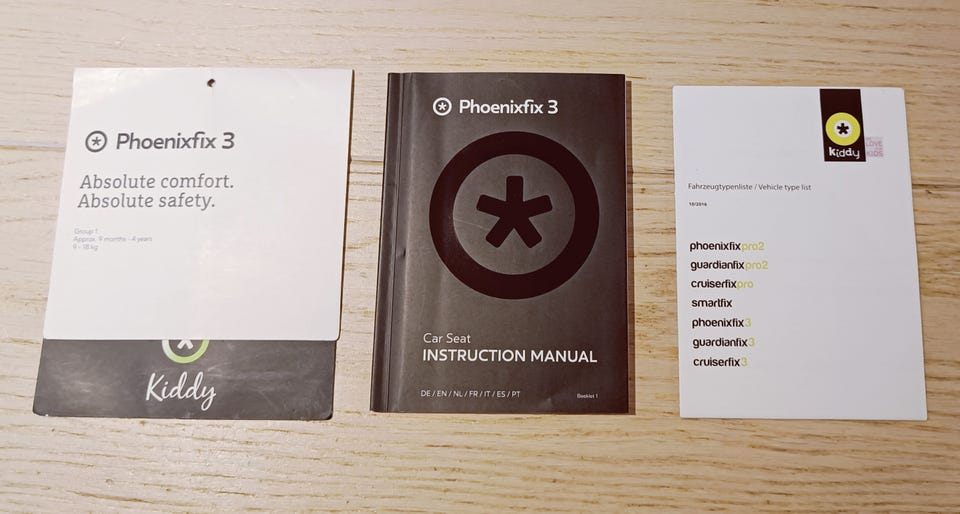 Phoenixfix 3
Absolute comfort.
Absolute safety.
Group 1
Approx. 9 months - 4 years
9 - 18 kg
Kiddy
Phoenixfix 3
Car Seat
INSTRUCTION MANUAL
DE / EN / NL / FR / IT / ES / PT
Booklet 1
kiddy
LOVE
KIDS
Fahrzeugtypenliste / Vehicle type list
10/2016
phoenixfixpro2
guardianfixpro2
cruiserfixpro
smartfix
phoenixfix3
guardianfix3
cruiserfix3